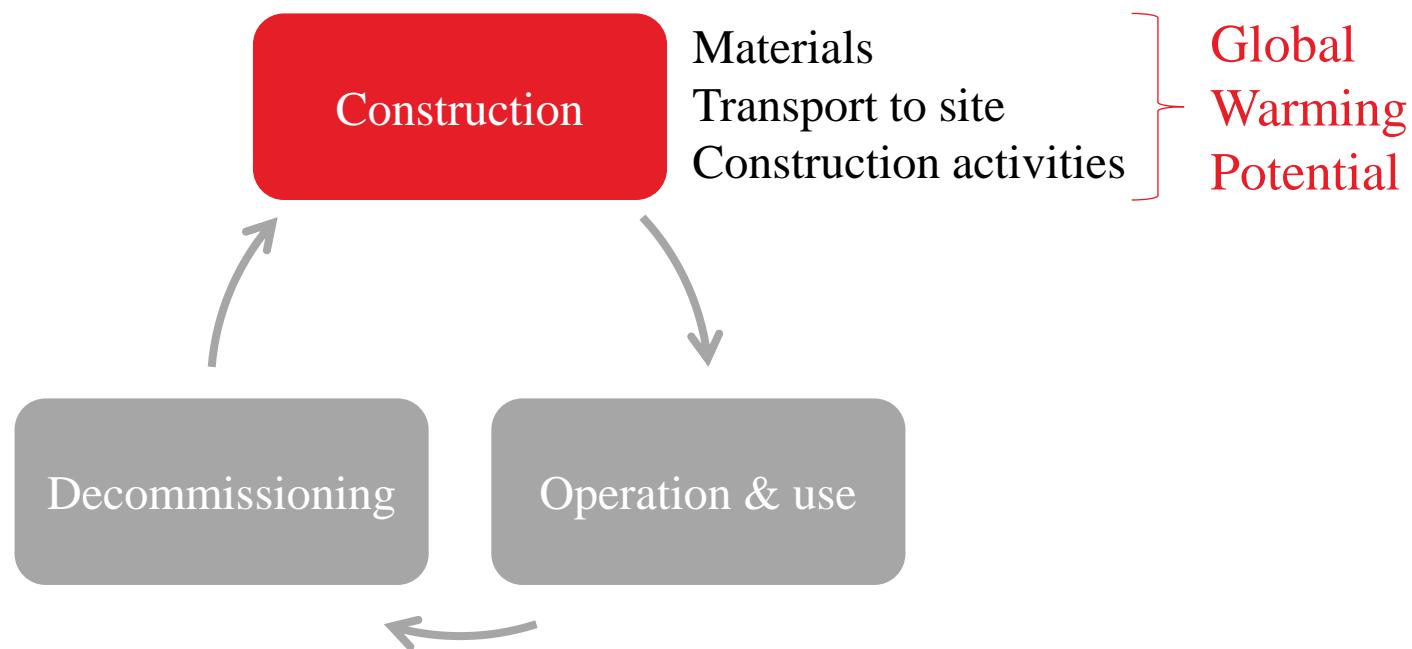 Construction
Materials
Transport to site
Construction activities
Global
Warming
Potential
Decommissioning
Operation & use